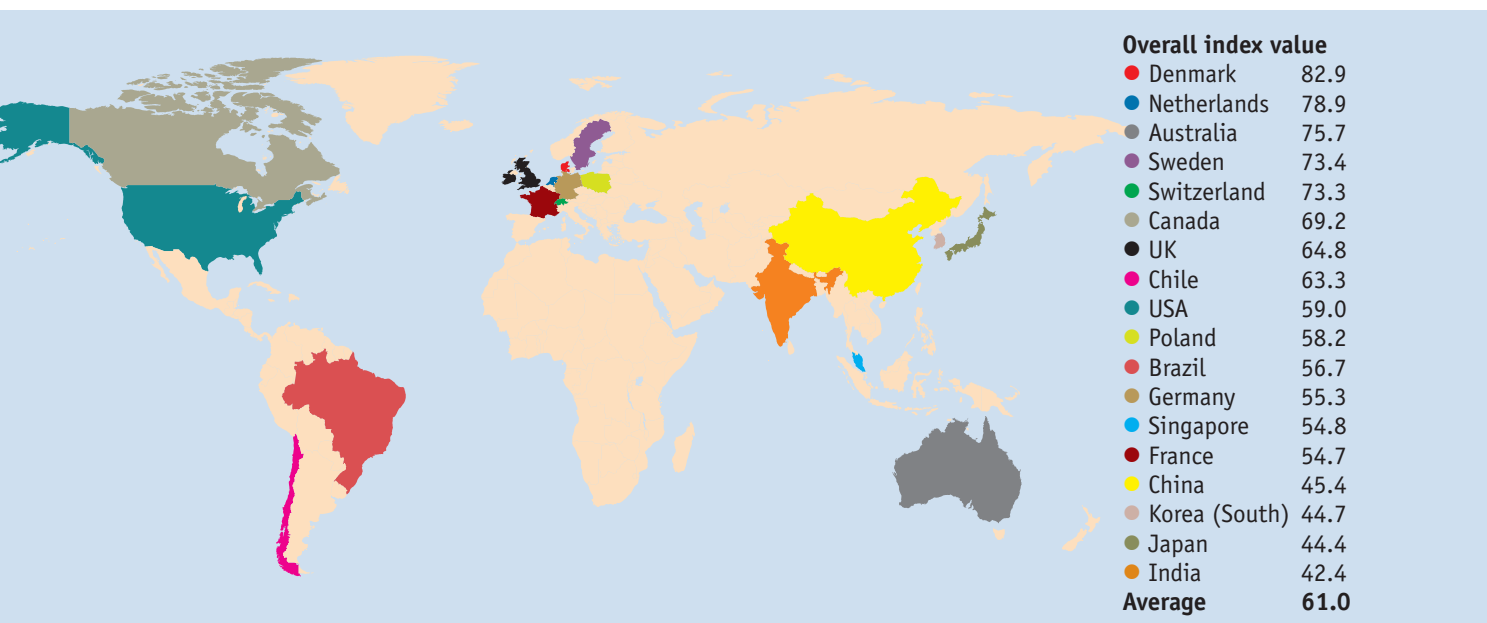 Overall index value
Denmark 82.9
Netherlands 78.9
Australia 75.7
Sweden 73.4
Switzerland 73.3
Canada 69.2
UK 64.8
Chile 63.3
USA 59.0
Poland 58.2
Brazil 56.7
Germany 55.3
Singapore 54.8
France 54.7
China 45.4
Korea (South) 44.7
Japan 44.4
India 42.4
Average 61.0